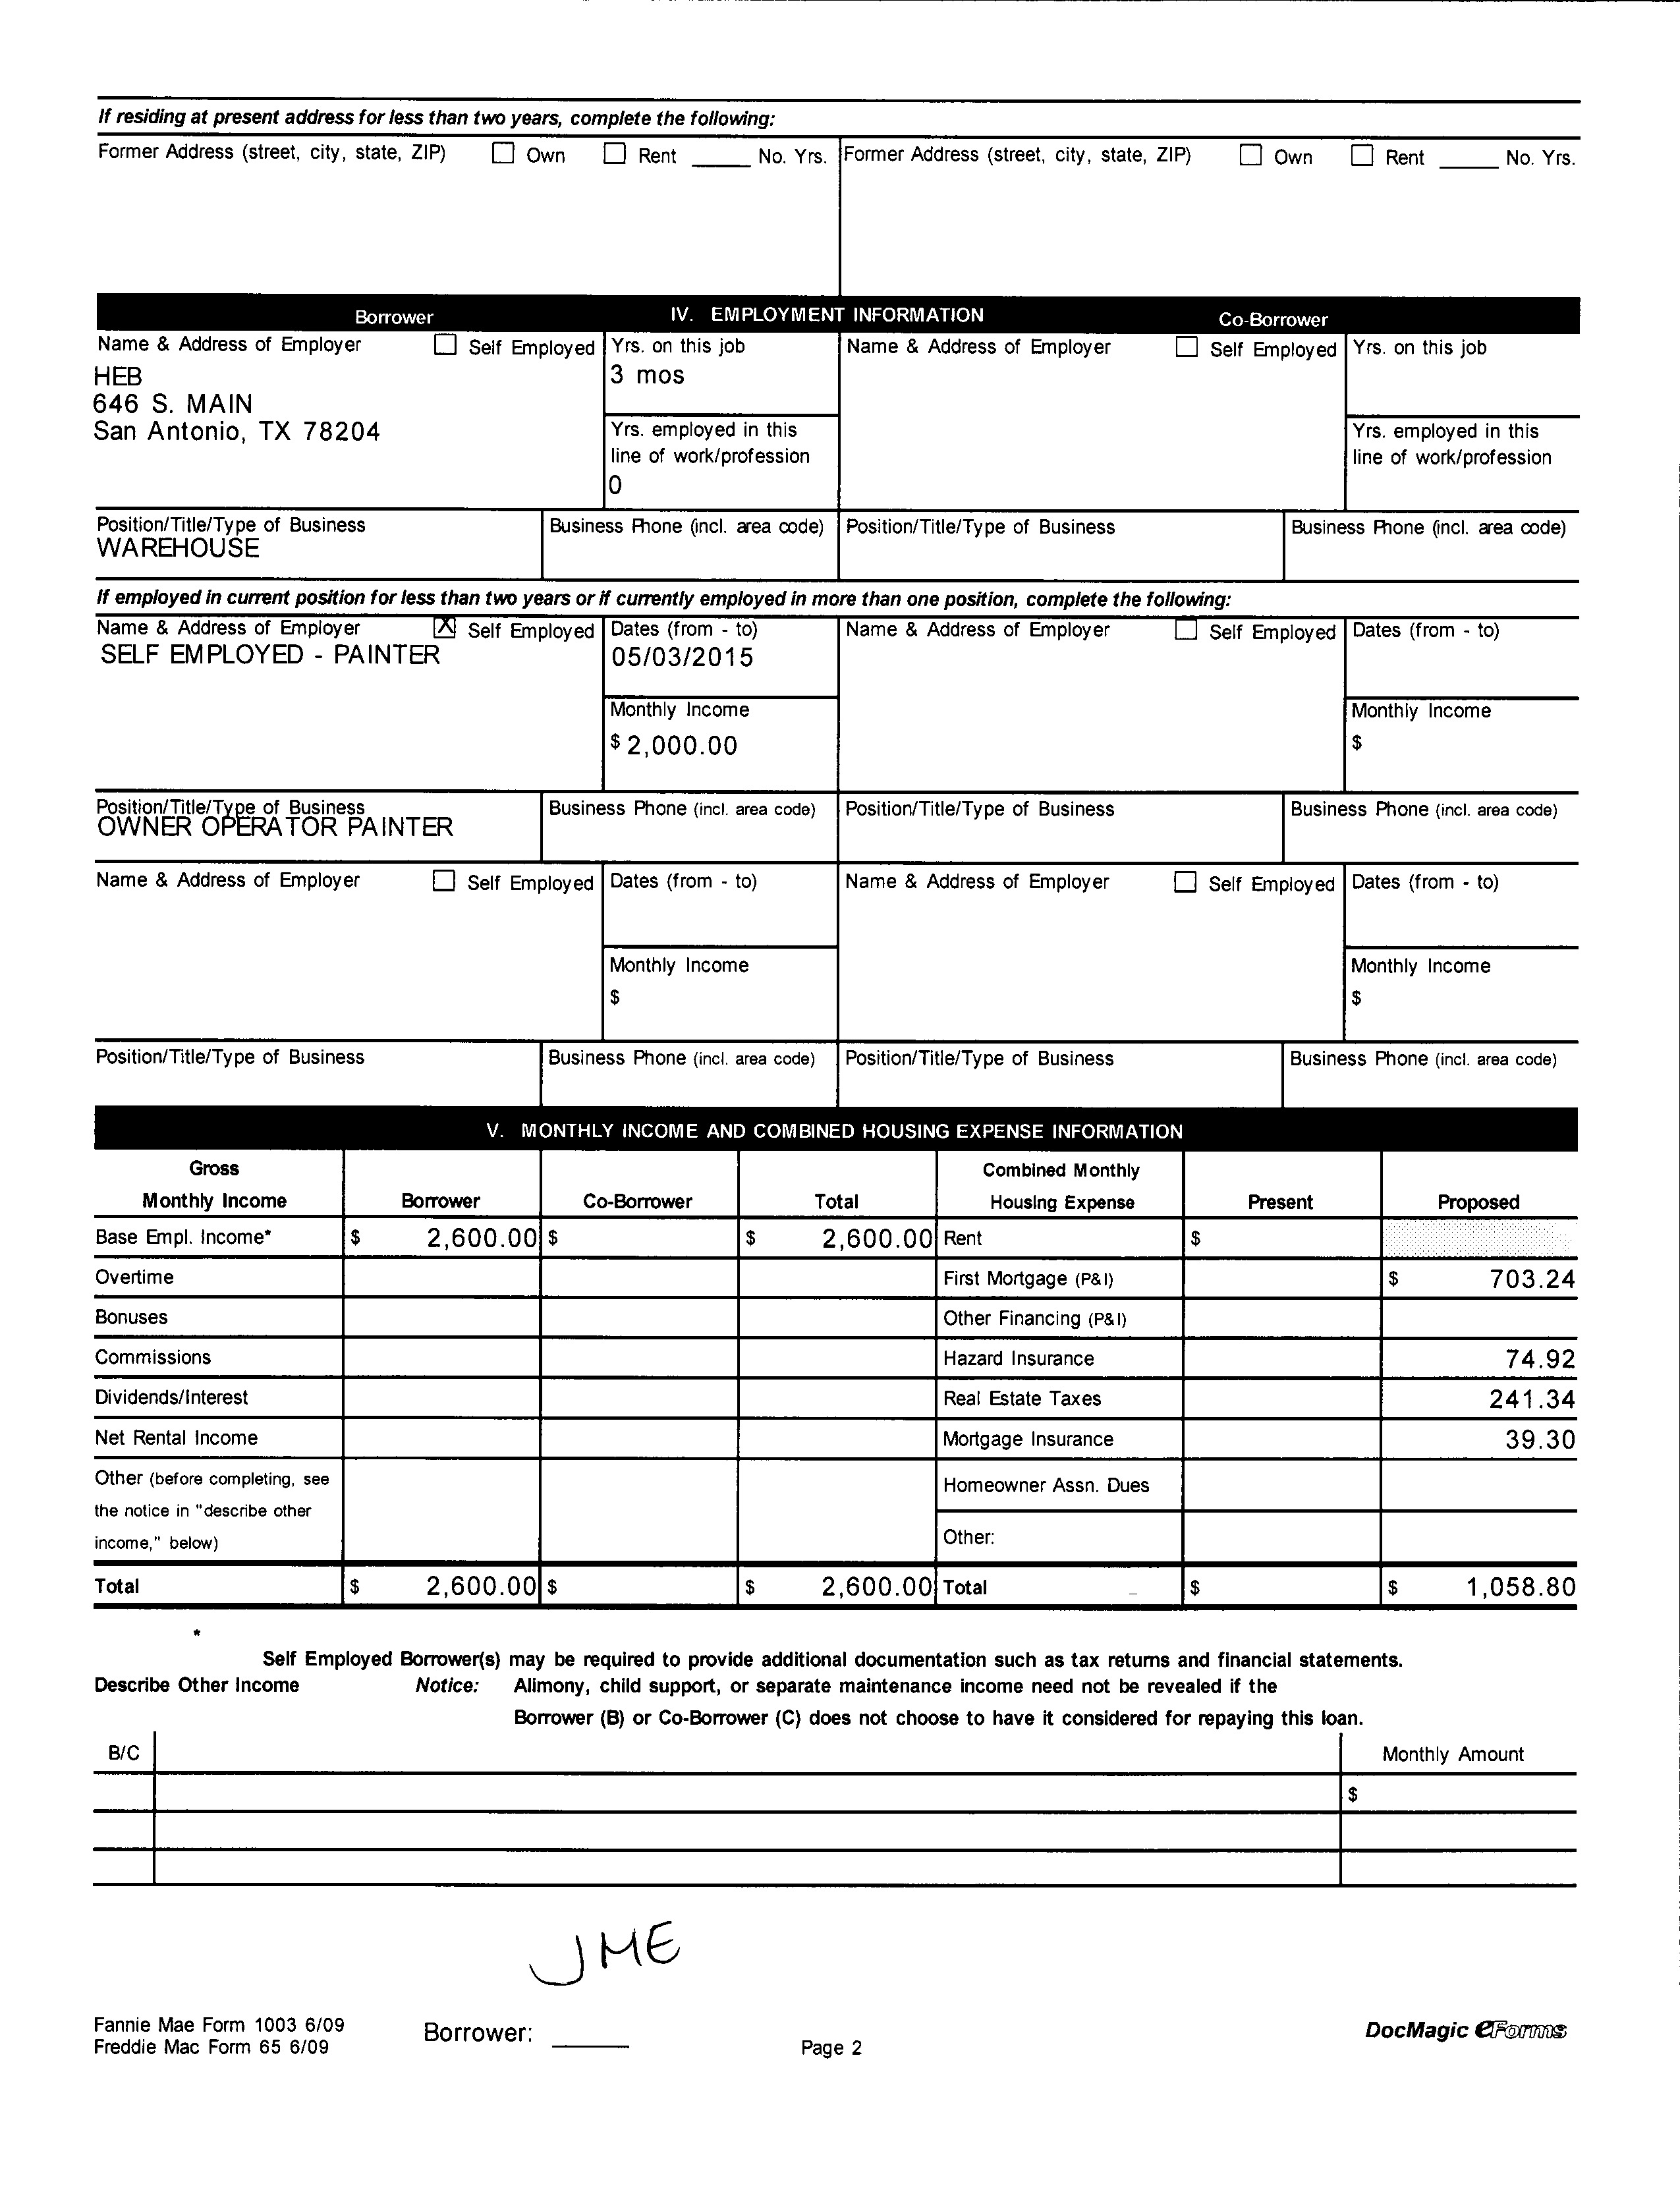 If residing at present address for less than two years, complete the following:
Former Address (street, city, state, ZIP) Own Rent _____ No. Yrs. Former Address (street, city, state, ZIP) Own Rent _____ No. Yrs.
Borrower IV. EMPLOYMENT INFORMATION Co-Borrower
Name & Address of Employer Self Employed Yrs. on this job Name & Address of Employer Self Employed Yrs. on this job
HEB 3 mos
646 S. MAIN
San Antonio, TX 78204 Yrs. employed in this Yrs. employed in this
line of work/profession line of work/profession
0
Position/Title/Type of Business Business Phone (incl. area code) Position/Title/Type of Business Business Phone (incl. area code)
WAREHOUSE
If employed in current position for less than two years or if currently employed in more than one position, complete the following:
Name & Address of Employer X Self Employed Dates (from - to) Name & Address of Employer Self Employed Dates (from - to)
SELF EMPLOYED - PAINTER 05/03/2015
Monthly Income Monthly Income
$ 2,000.00 $
Position/Title/Type of Business Business Phone (incl. area code) Position/Title/Type of Business Business Phone (incl. area code)
OWNER OPERATOR PAINTER
Name & Address of Employer Self Employed Dates (from - to) Name & Address of Employer Self Employed Dates (from - to)
Monthly Income Monthly Income
$ $
Position/Title/Type of Business Business Phone (incl. area code) Position/Title/Type of Business Business Phone (incl. area code)
V. MONTHLY INCOME AND COMBINED HOUSING EXPENSE INFORMATION
Gross Combined Monthly
Monthly Income Borrower Co-Borrower Total Housing Expense Present Proposed
Base Empl. Income* $ 2,600.00 $ $ 2,600.00 Rent $
Overtime First Mortgage (P&I) $ 703.24
Bonuses Other Financing (P&I)
Commissions Hazard Insurance 74.92
Dividends/Interest Real Estate Taxes 241.34
Net Rental Income Mortgage Insurance 39.30
Other (before completing, see Homeowner Assn. Dues
the notice in "describe other
income," below) Other:
Total $ 2,600.00 $ $ 2,600.00 Total $ $ 1,058.80
*
Self Employed Borrower(s) may be required to provide additional documentation such as tax returns and financial statements.
Describe Other Income Notice: Alimony, child support, or separate maintenance income need not be revealed if the
Borrower (B) or Co-Borrower (C) does not choose to have it considered for repaying this loan.
B/C Monthly Amount
$
JME
Fannie Mae Form 1003 6/09 Borrower: _____ DocMagic eForms
Freddie Mac Form 65 6/09 Page 2